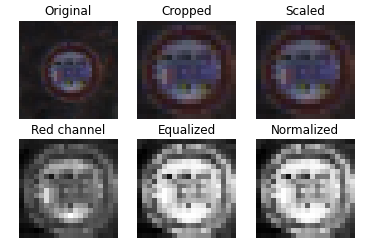 Original Cropped Scaled
Red channel Equalized Normalized